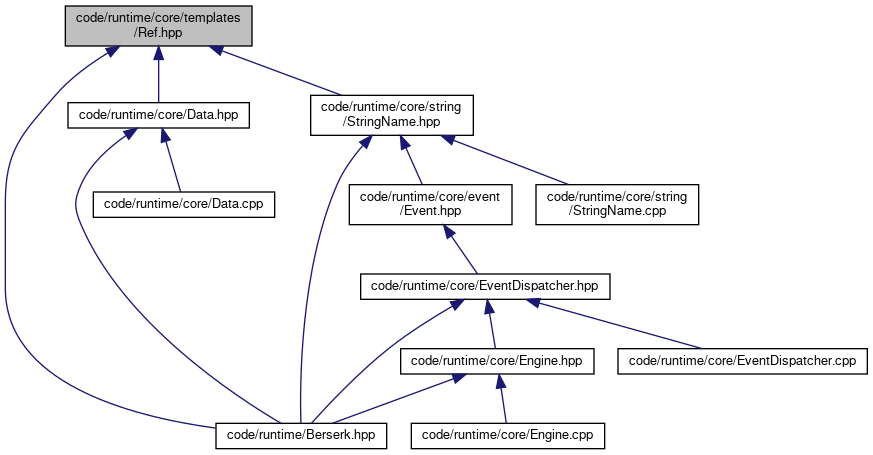 code/runtime/core/templates
/Ref.hpp
code/runtime/core/Data.hpp
code/runtime/core/string
/StringName.hpp
code/runtime/core/Data.cpp
code/runtime/core/event
/Event.hpp
code/runtime/core/string
/StringName.cpp
code/runtime/core/EventDispatcher.hpp
code/runtime/core/Engine.hpp
code/runtime/core/EventDispatcher.cpp
code/runtime/Berserk.hpp
code/runtime/core/Engine.cpp